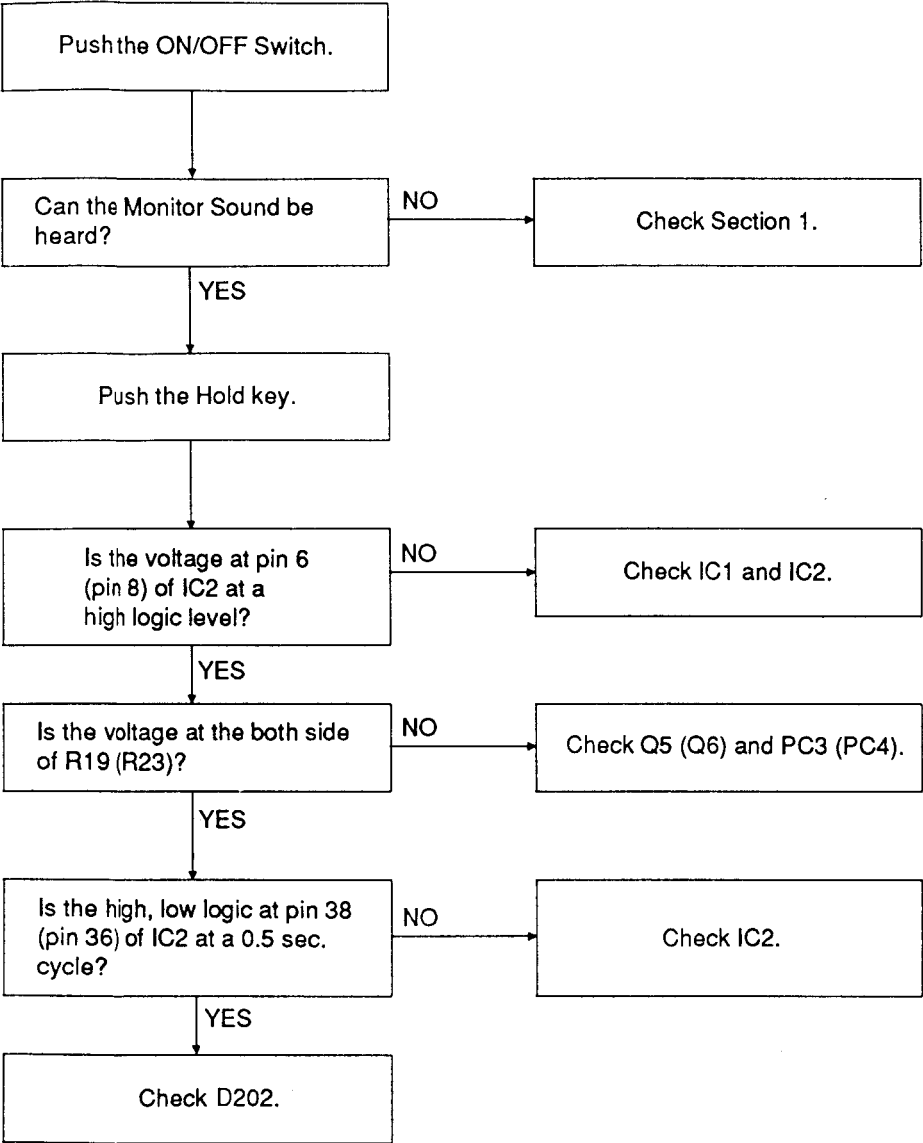 Push the ON/OFF Switch.
Can the Monitor Sound be
heard?
NO
Check Section 1.
YES
Push the Hold key.
Is the voltage at pin 6
(pin 8) of IC2 at a
high logic level?
NO
Check IC1 and IC2.
YES
Is the voltage at the both side
of R19 (R23)?
NO
Check Q5 (Q6) and PC3 (PC4).
YES
Is the high, low logic at pin 38
(pin 36) of IC2 at a 0.5 sec.
cycle?
NO
Check IC2.
YES
Check D202.